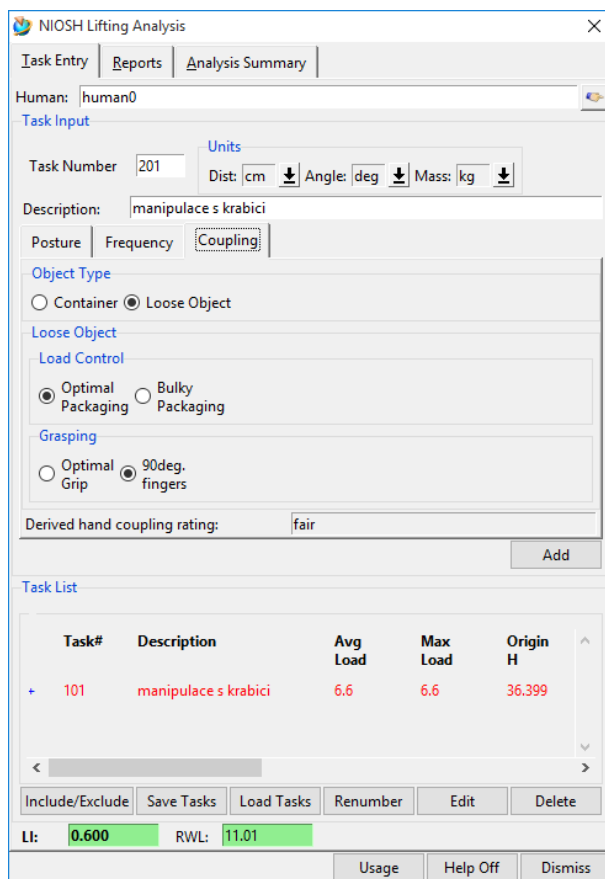 NIOSH Lifting Analysis
Task Entry Reports Analysis Summary
Human: human0
Task Input
Units
Task Number 201 Dist: cm Angle: deg Mass: kg
Description: manipulace s krabici
Posture Frequency Coupling
Object Type
Container Loose Object
Loose Object
Load Control
Optimal Packaging Bulky Packaging
Grasping
Optimal Grip 90deg. fingers
Derived hand coupling rating: fair
Add
Task List
Task# Description Avg Load Max Load Origin H
+ 101 manipulace s krabici 6.6 6.6 36.399
Include/Exclude Save Tasks Load Tasks Renumber Edit Delete
LI: 0.600 RWL: 11.01
Usage Help Off Dismiss